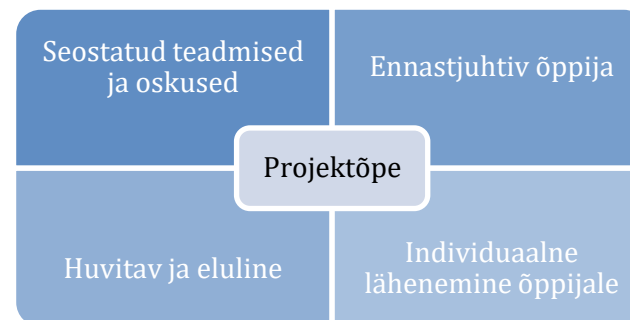 Seostatud teadmised
ja oskused
Ennastjuhtiv õppija
Projektõpe
Huvitav ja eluline
Individuaalne
lähenemine õppijale